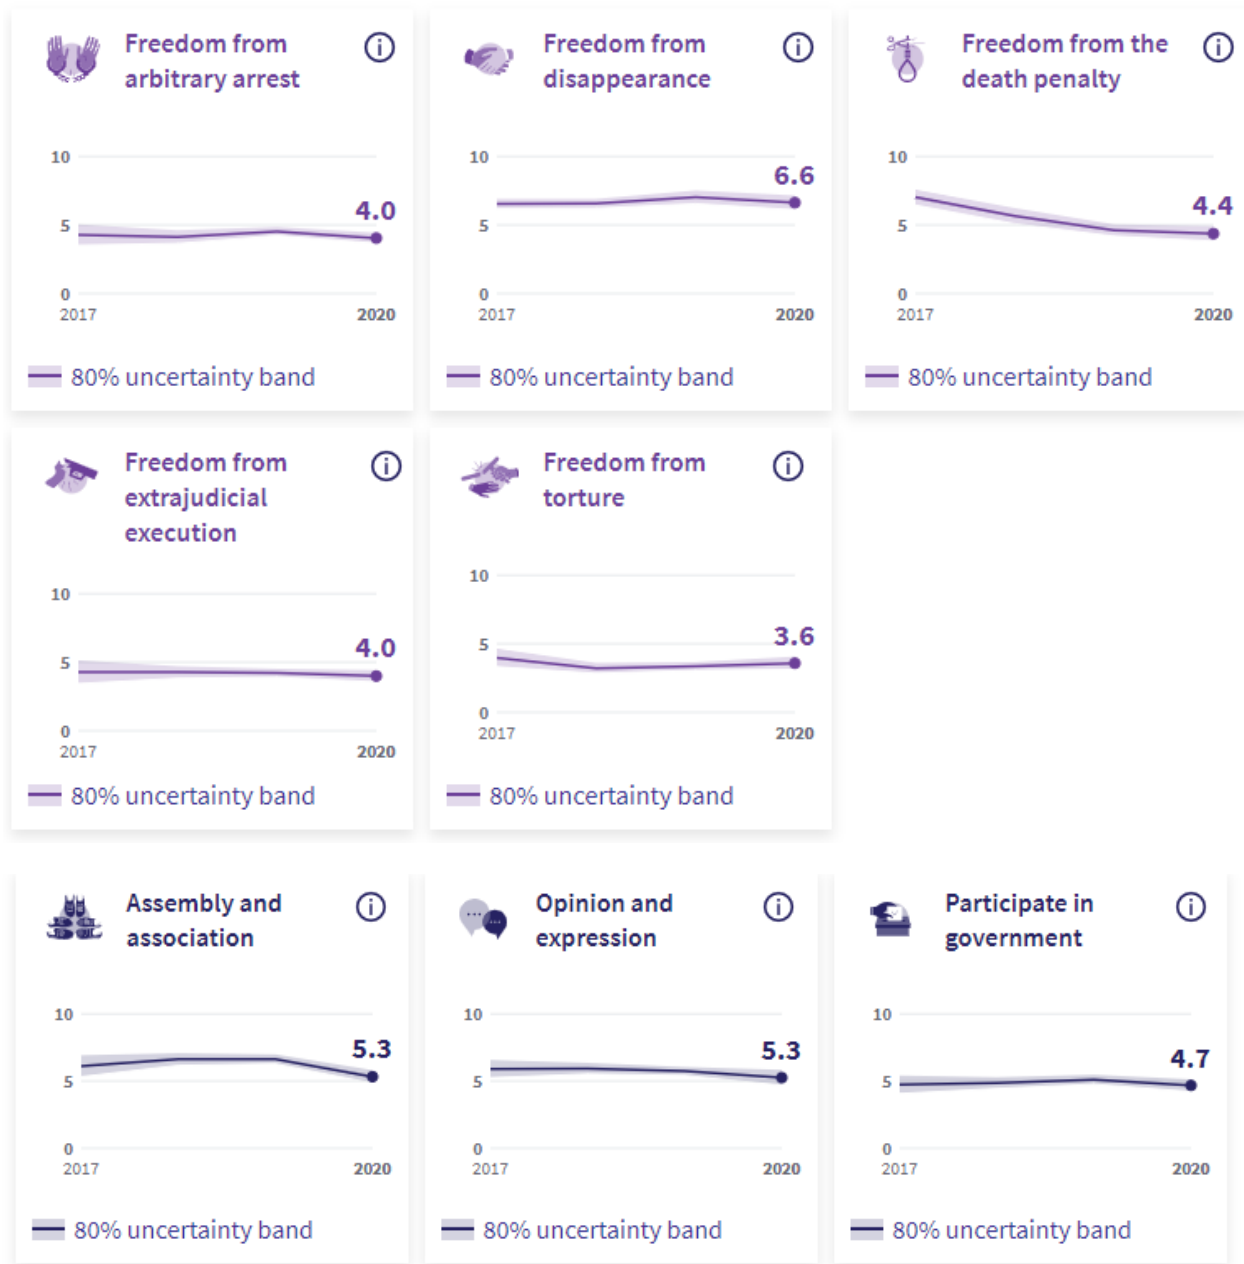 Freedom from
arbitrary arrest
10
5
0
4.0
2017
2020
80% uncertainty band
Freedom from
disappearance
10
5
0
6.6
2017
2020
80% uncertainty band
Freedom from the
death penalty
10
5
0
4.4
2017
2020
80% uncertainty band
Freedom from
extrajudicial
execution
10
5
0
4.0
2017
2020
80% uncertainty band
Freedom from
torture
10
5
0
3.6
2017
2020
80% uncertainty band
Assembly and
association
10
5
0
5.3
2017
2020
80% uncertainty band
Opinion and
expression
10
5
0
5.3
2017
2020
80% uncertainty band
Participate in
government
10
5
0
4.7
2017
2020
80% uncertainty band